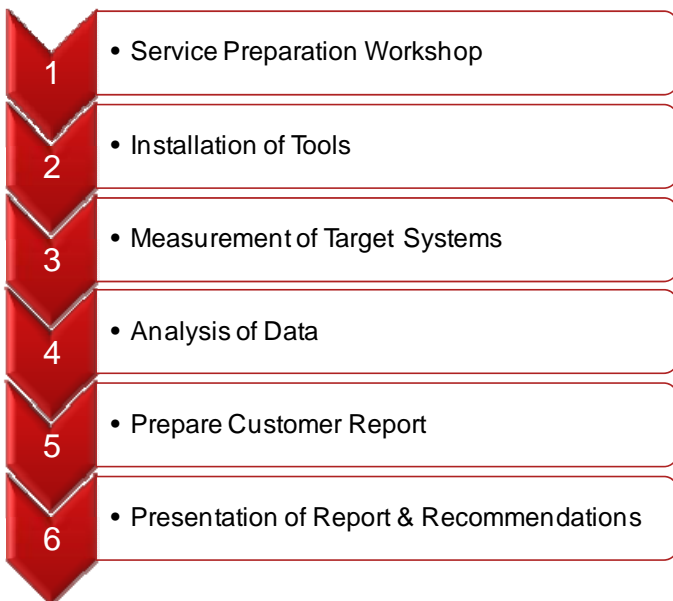 1 • Service Preparation Workshop
2 • Installation of Tools
3 • Measurement of Target Systems
4 • Analysis of Data
5 • Prepare Customer Report
6 • Presentation of Report & Recommendations